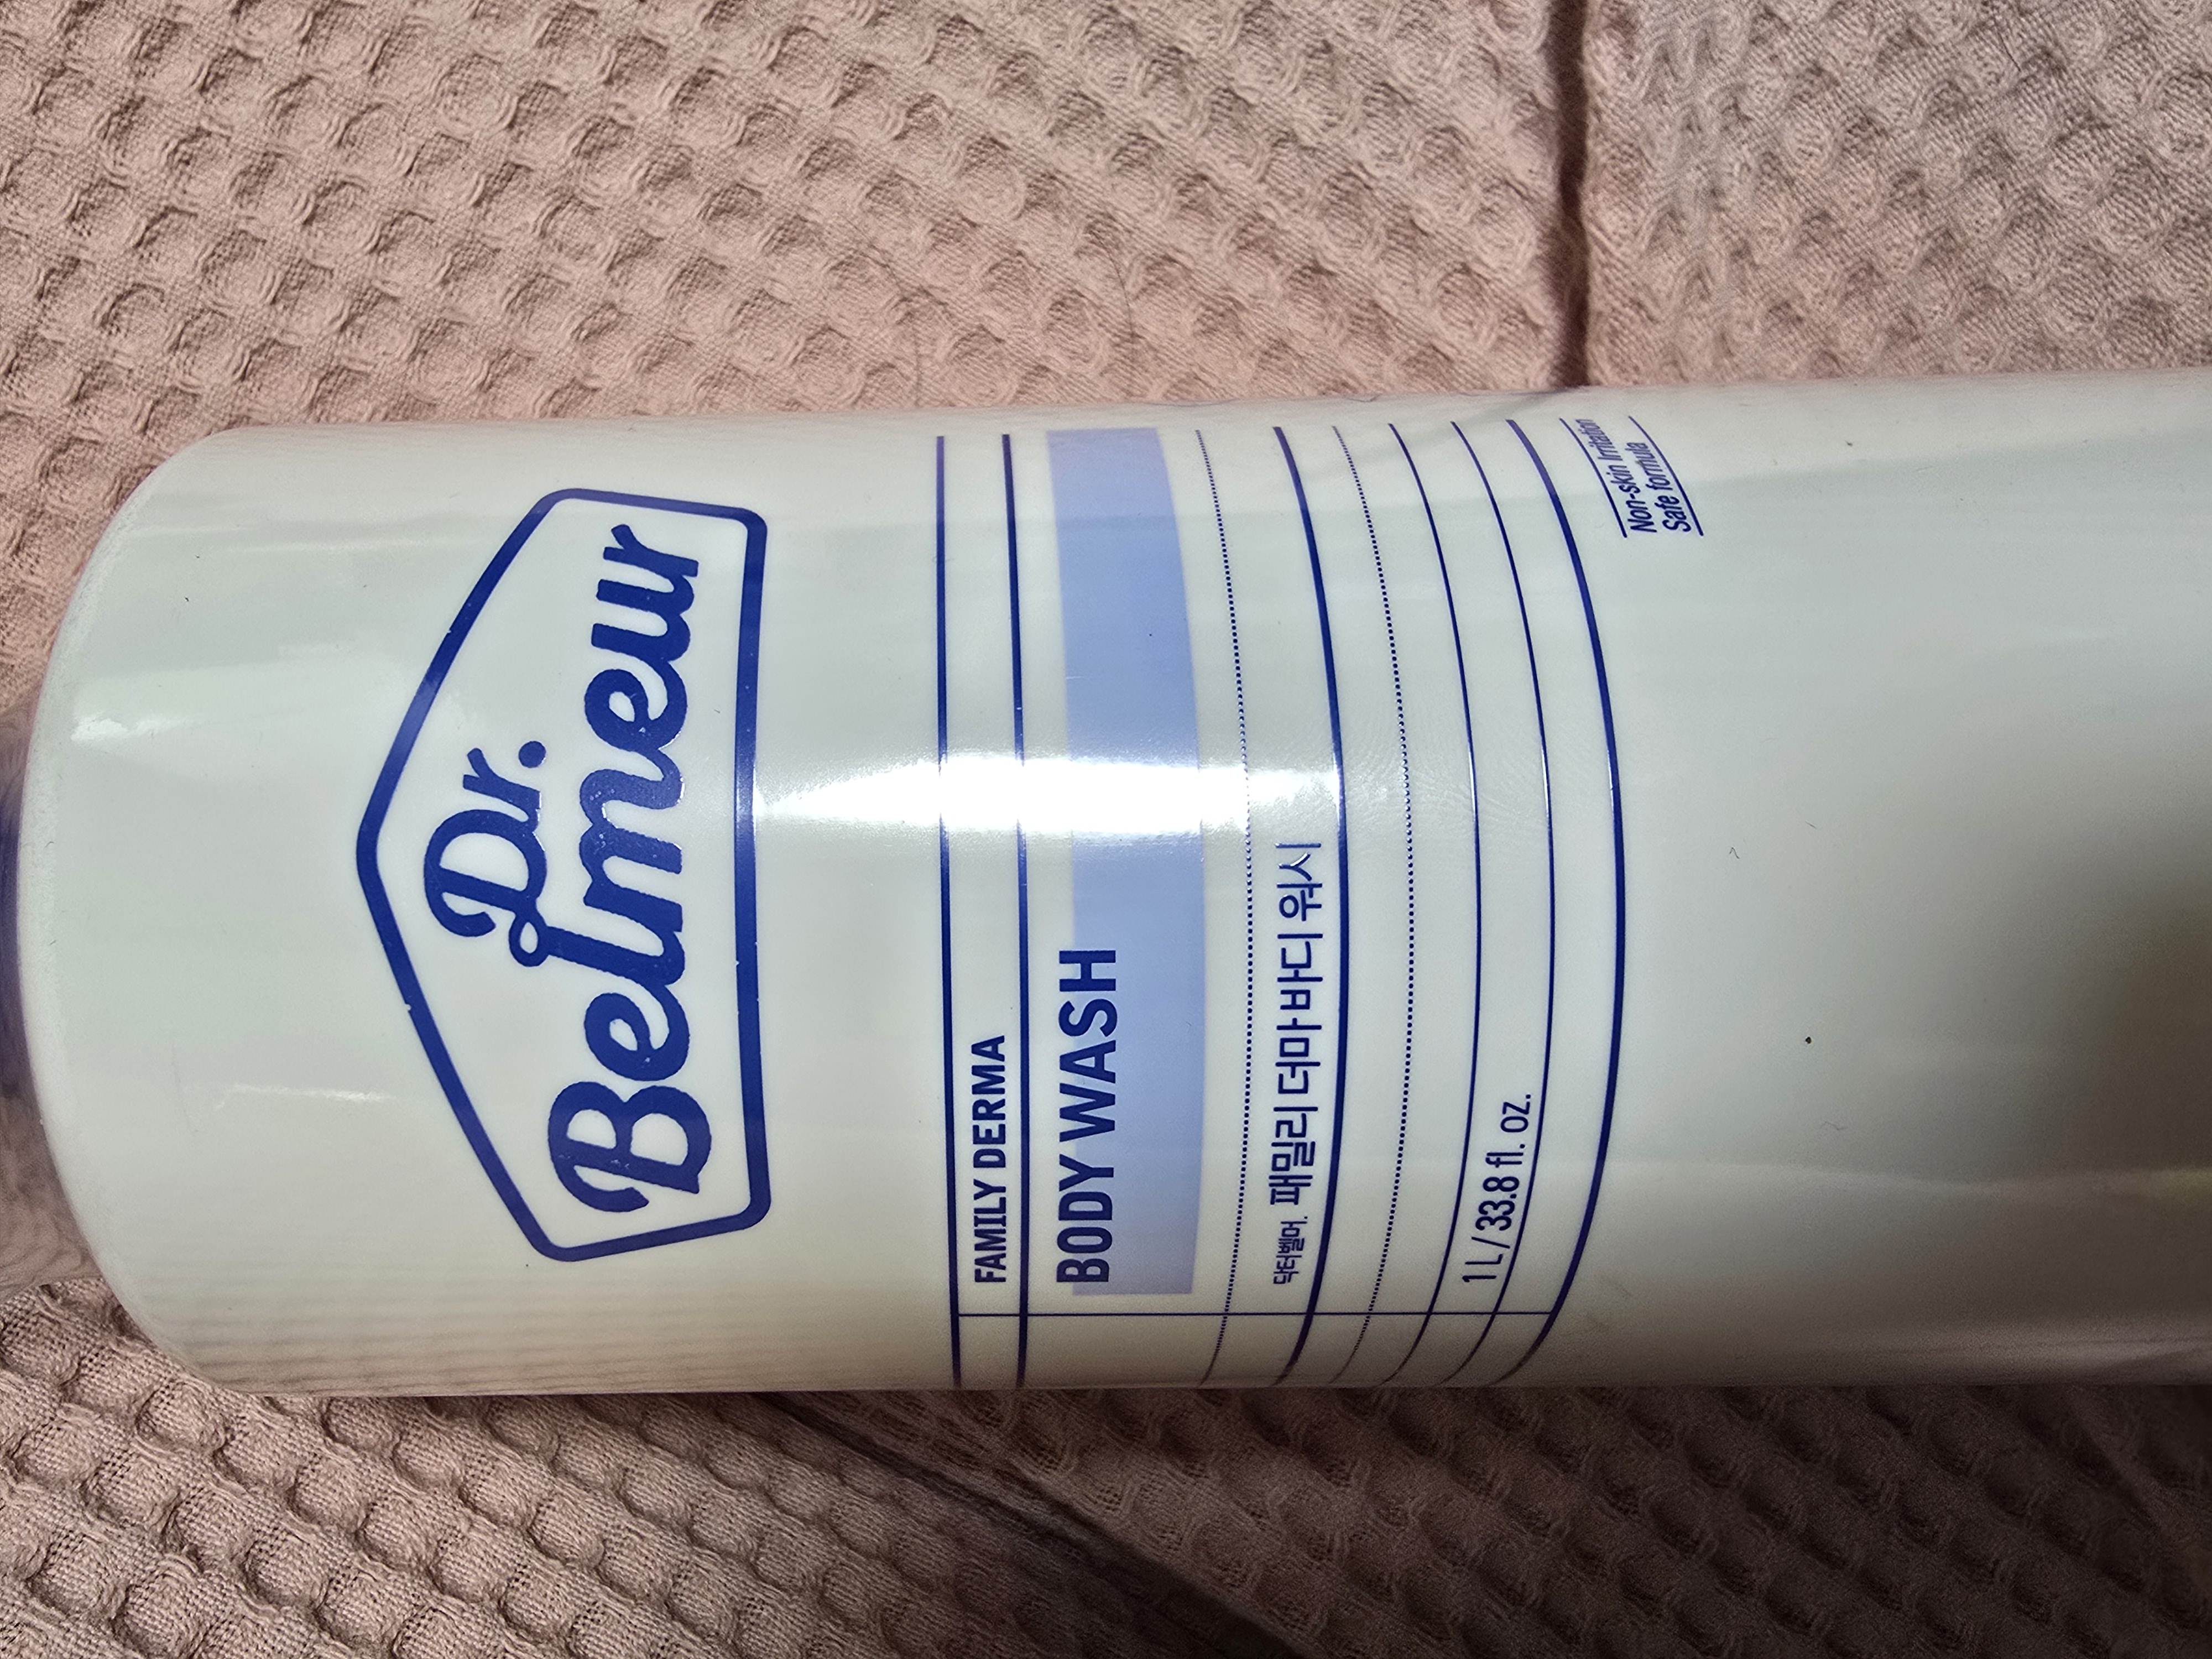 Dr.
Belmeur
FAMILY DERMA
BODY WASH
닥터벨머. 패밀리 더마 바디 워시
1 L / 33.8 fl. oz.
Non-skin Irritation
Safe formula